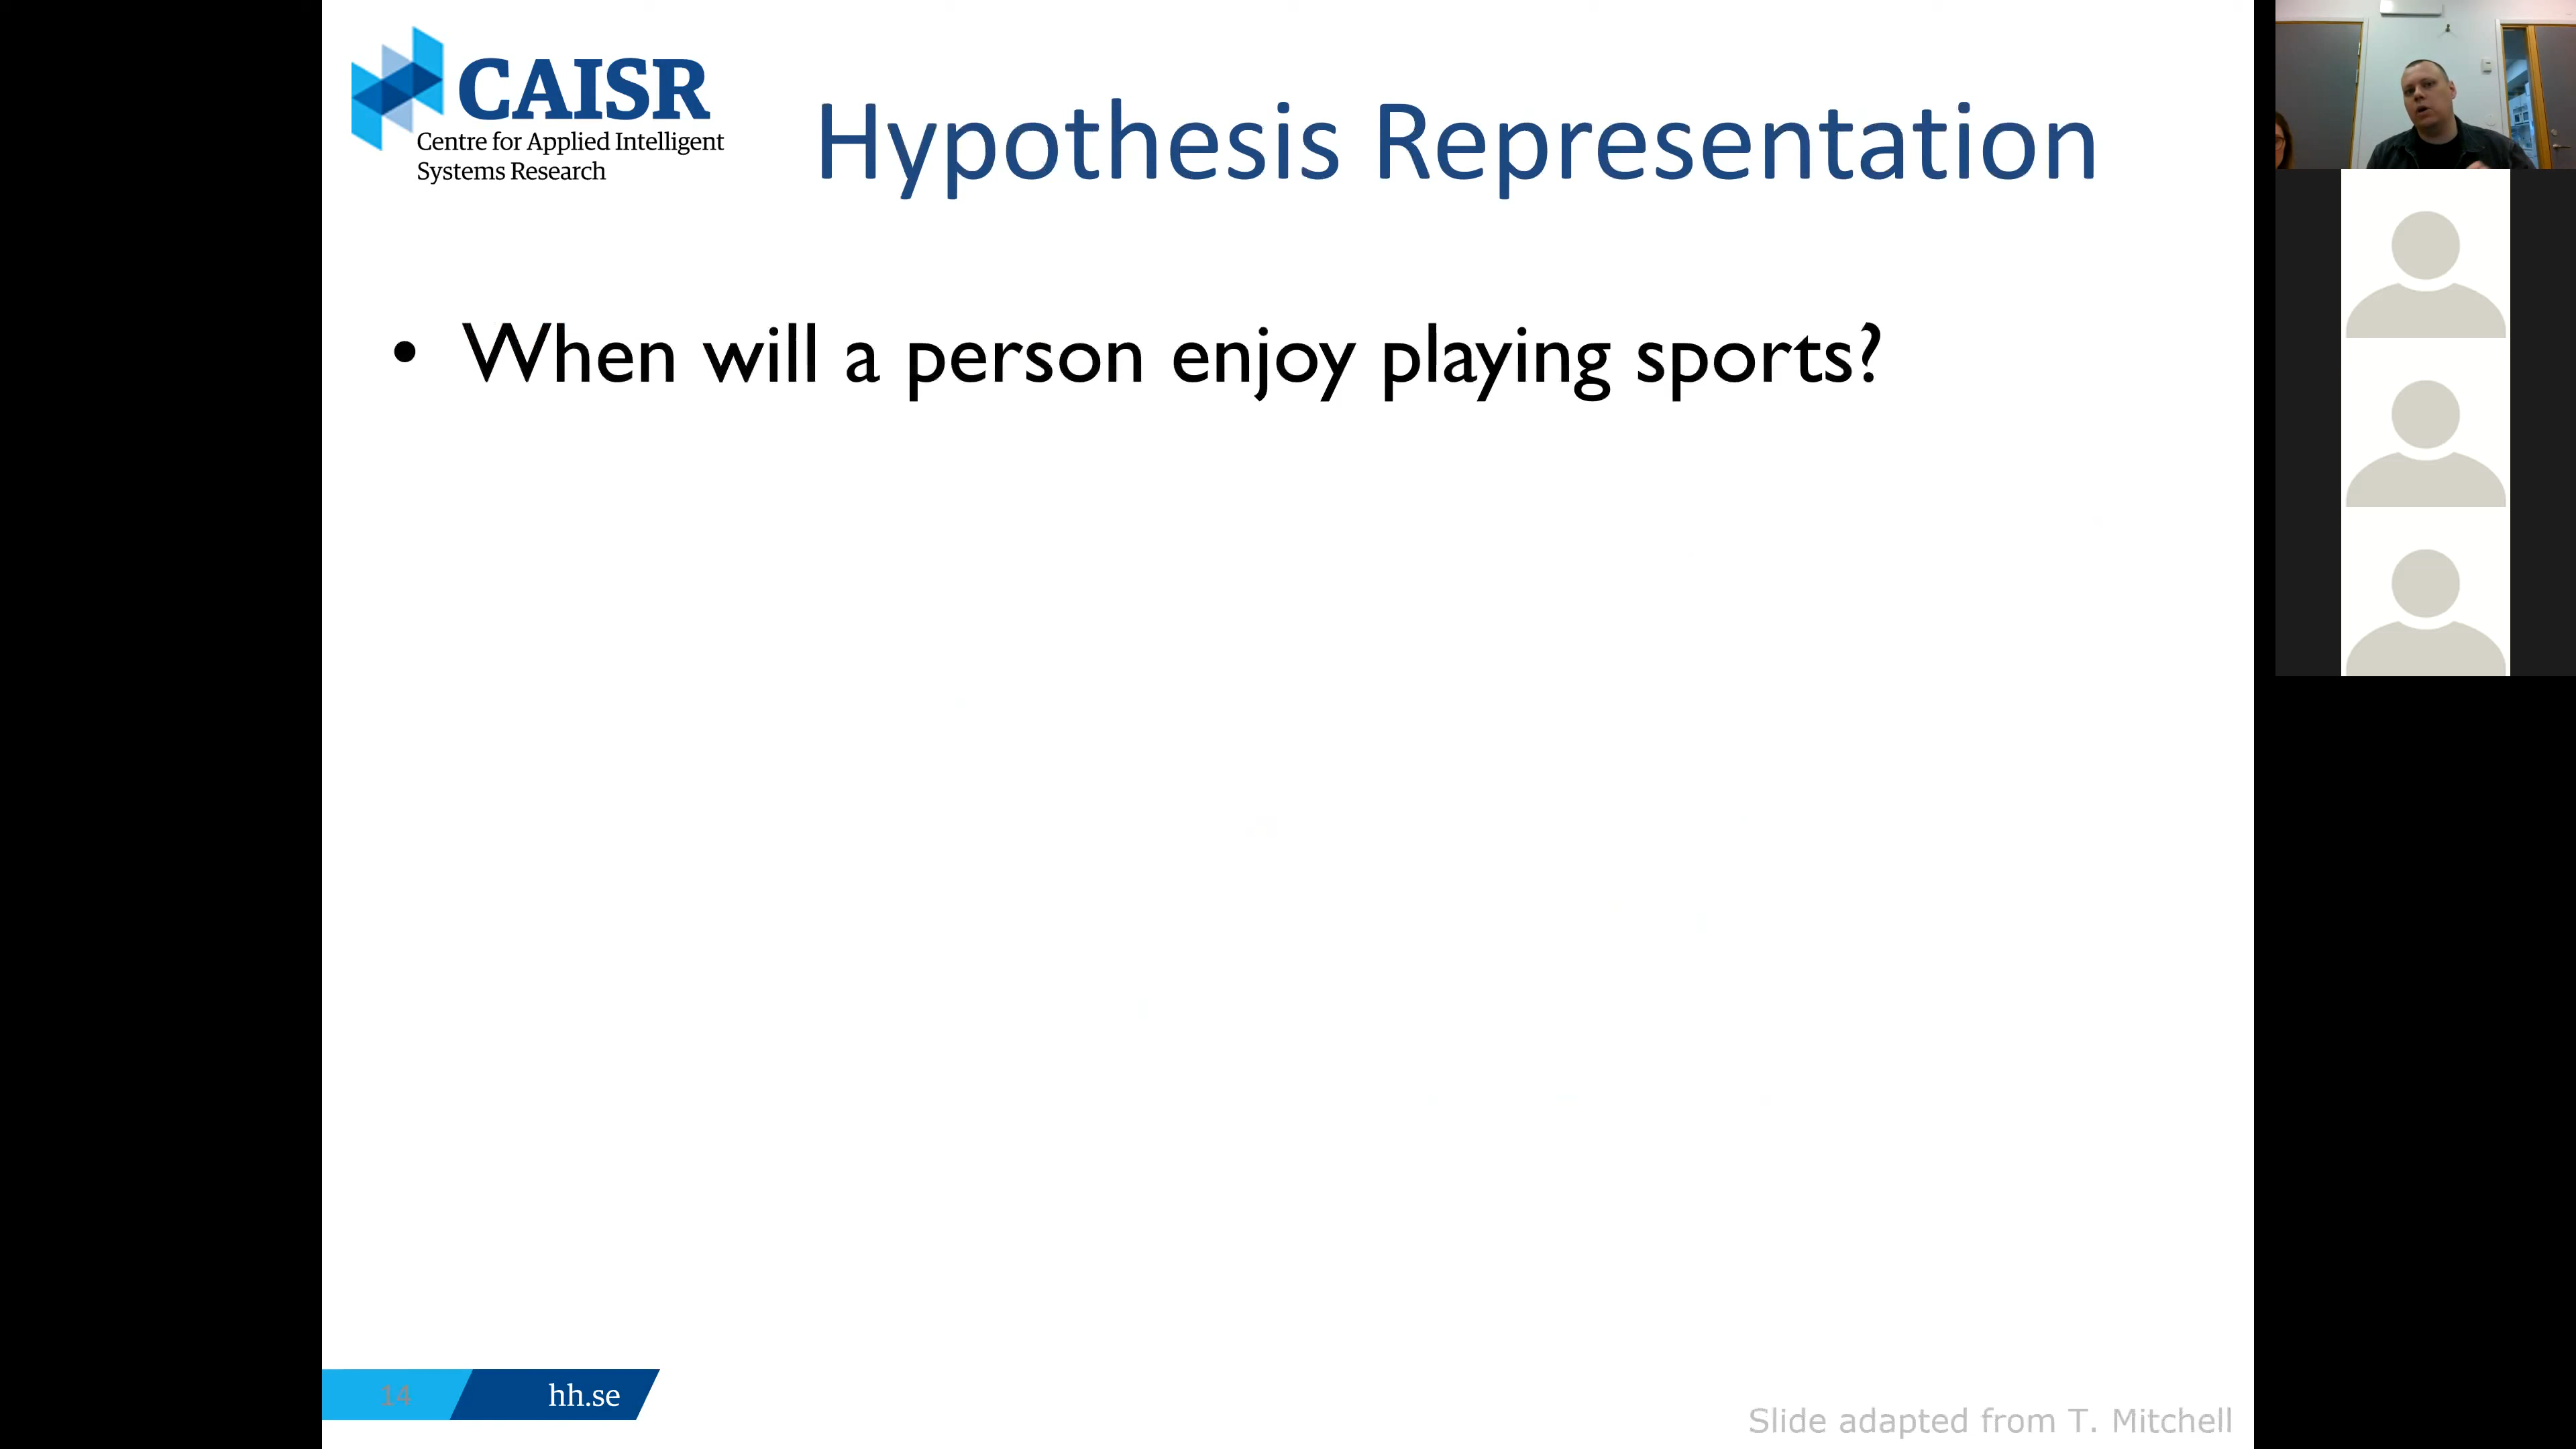 CAISR
Centre for Applied Intelligent
Systems Research
Hypothesis Representation
• When will a person enjoy playing sports?
14
hh.se
Slide adapted from T. Mitchell